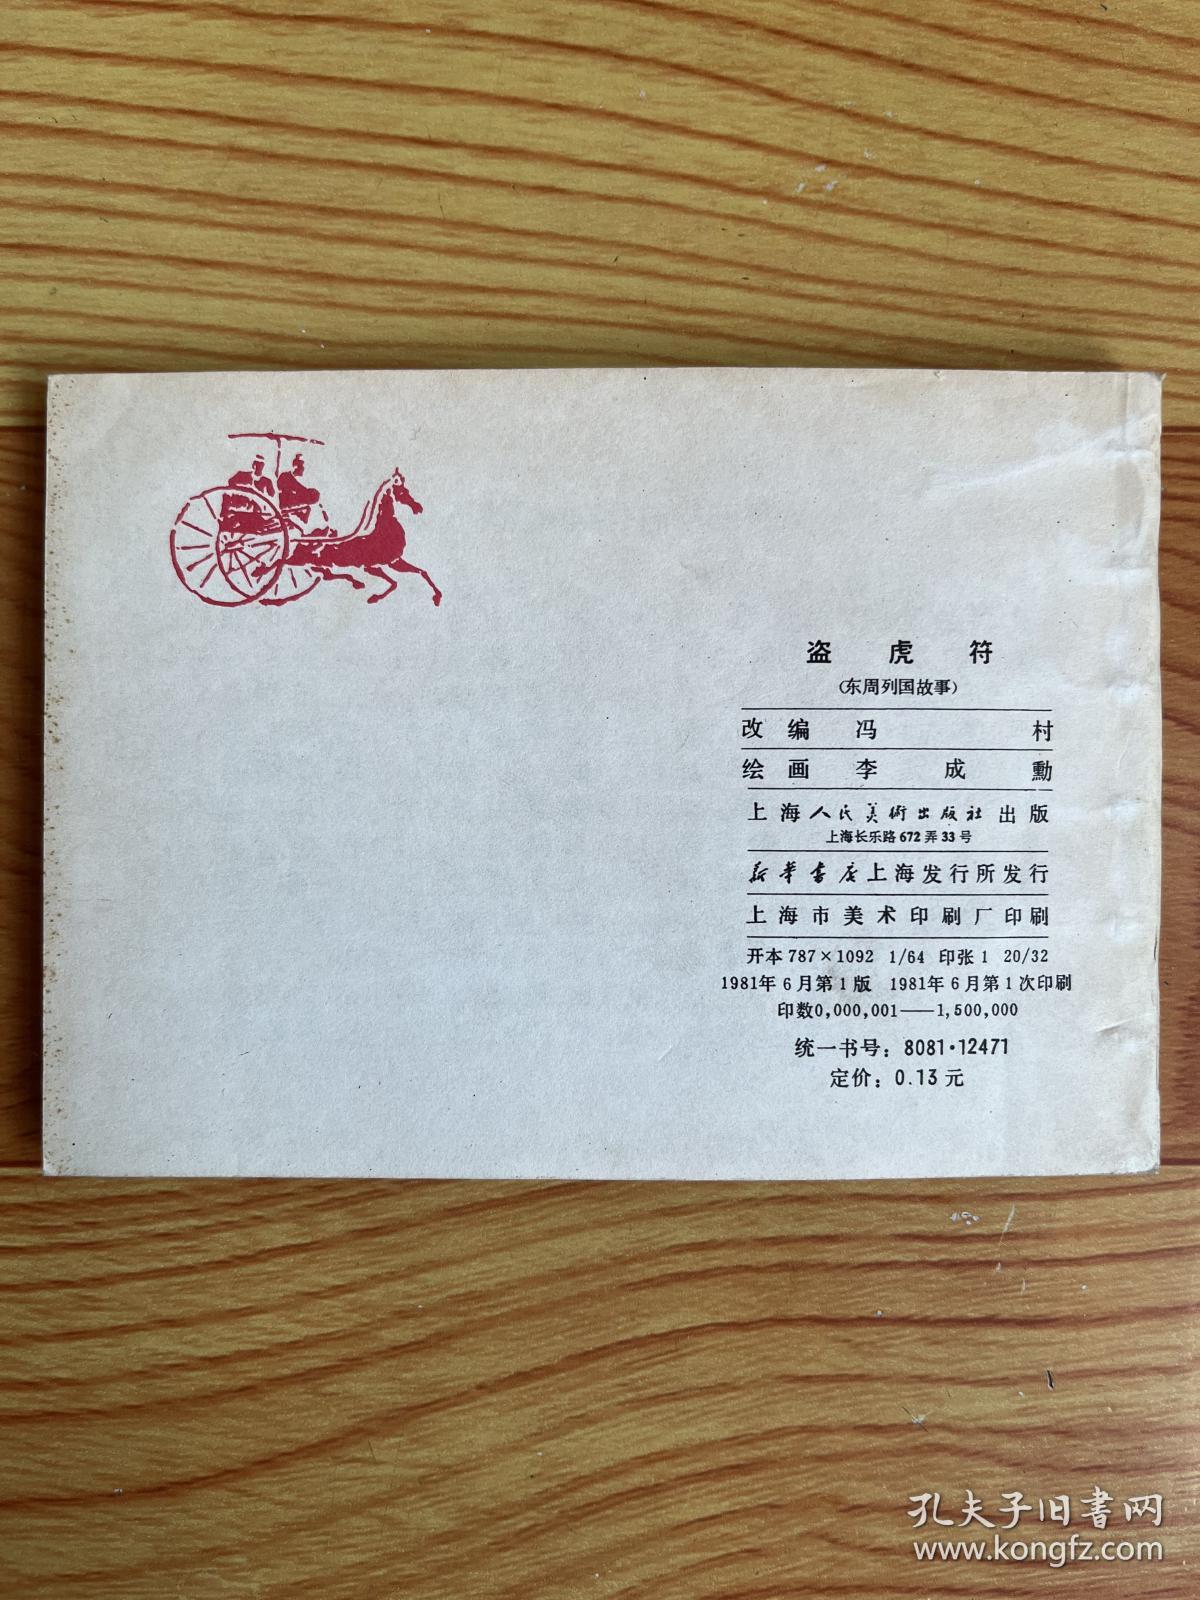 盗虎符
(东周列国故事)
改编 冯村
绘画 李成勳
上海人民美術出版社出版
上海长乐路672弄33号
新华書店上海发行所发行
上海市美术印刷厂印刷
开本 787×1092 1/64 印张 1 20/32
1981年6月第1版 1981年6月第1次印刷
印数0,000,001——1,500,000
统一书号：8081·12471
定价：0.13元
孔夫子旧書网
www.kongfz.com